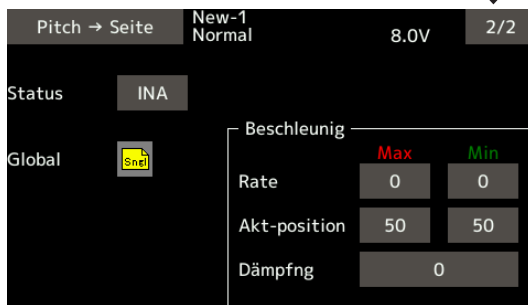 Pitch → Seite
New-1
Normal
8.0V
2/2
Status
INA
Global
Sngl
Beschleunig
Max
Min
Rate
0
0
Akt-position
50
50
Dämpfng
0